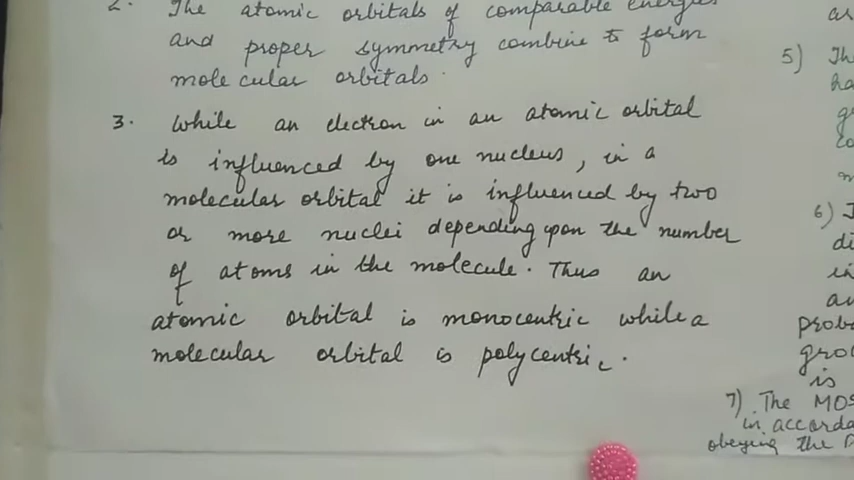 2. The atomic orbitals of comparable energies
and proper symmetry combine to form
molecular orbitals.
3. While an electron in an atomic orbital
is influenced by one nucleus, in a
molecular orbital it is influenced by two
or more nuclei depending upon the number
of atoms in the molecule. Thus an
atomic orbital is monocentric while a
molecular orbital is polycentric.
5)
6)
is
7) The MOs
in
obeying the